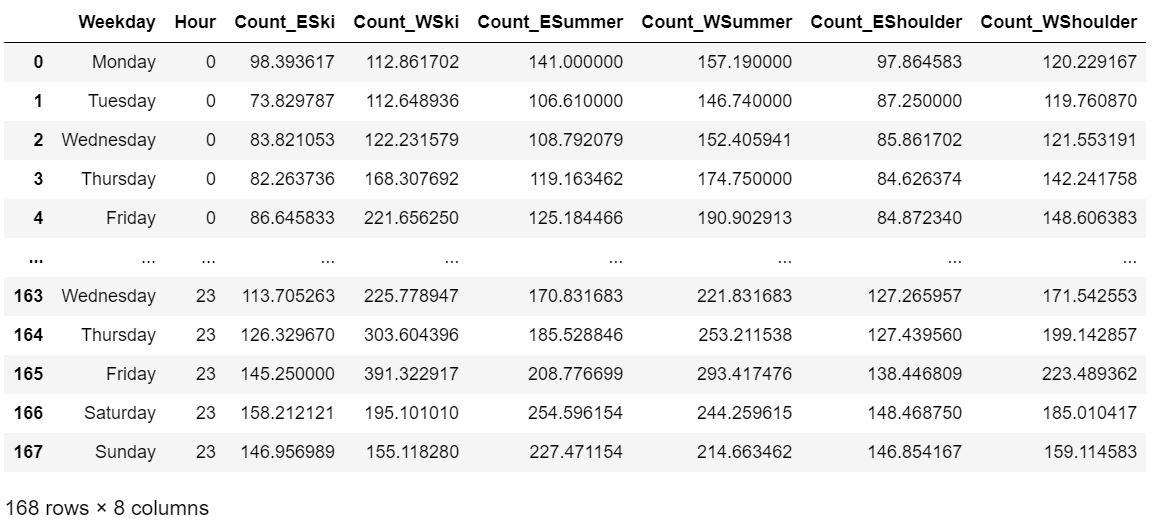 Weekday Hour Count_ESki Count_WSki Count_ESummer Count_WSummer Count_EShoulder Count_WShoulder
0 Monday 0 98.393617 112.861702 141.000000 157.190000 97.864583 120.229167
1 Tuesday 0 73.829787 112.648936 106.610000 146.740000 87.250000 119.760870
2 Wednesday 0 83.821053 122.231579 108.792079 152.405941 85.861702 121.553191
3 Thursday 0 82.263736 168.307692 119.163462 174.750000 84.626374 142.241758
4 Friday 0 86.645833 221.656250 125.184466 190.902913 84.872340 148.606383
... ... ... ... ... ... ... ... ...
163 Wednesday 23 113.705263 225.778947 170.831683 221.831683 127.265957 171.542553
164 Thursday 23 126.329670 303.604396 185.528846 253.211538 127.439560 199.142857
165 Friday 23 145.250000 391.322917 208.776699 293.417476 138.446809 223.489362
166 Saturday 23 158.212121 195.101010 254.596154 244.259615 148.468750 185.010417
167 Sunday 23 146.956989 155.118280 227.471154 214.663462 146.854167 159.114583
168 rows × 8 columns